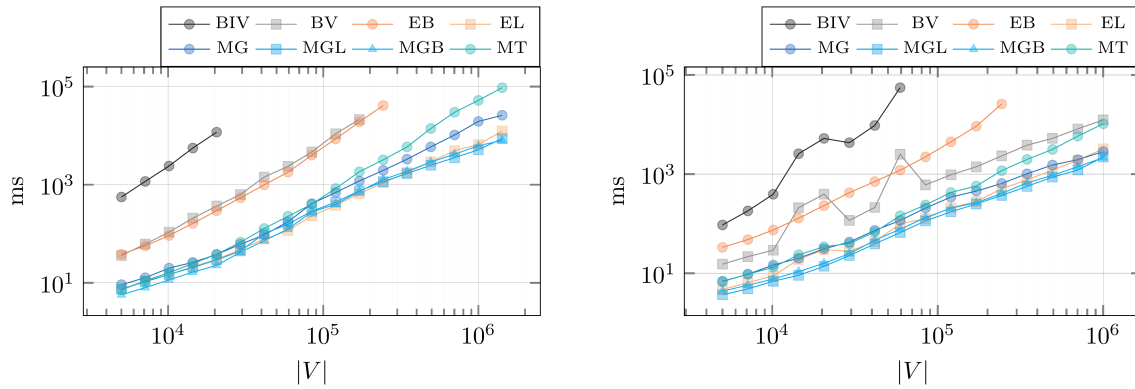 BIV BV EB EL
MG MGL MGB MT
10^5
10^3
10^1
ms
10^4 10^5 10^6
|V|
BIV BV EB EL
MG MGL MGB MT
10^5
10^3
10^1
ms
10^4 10^5 10^6
|V|